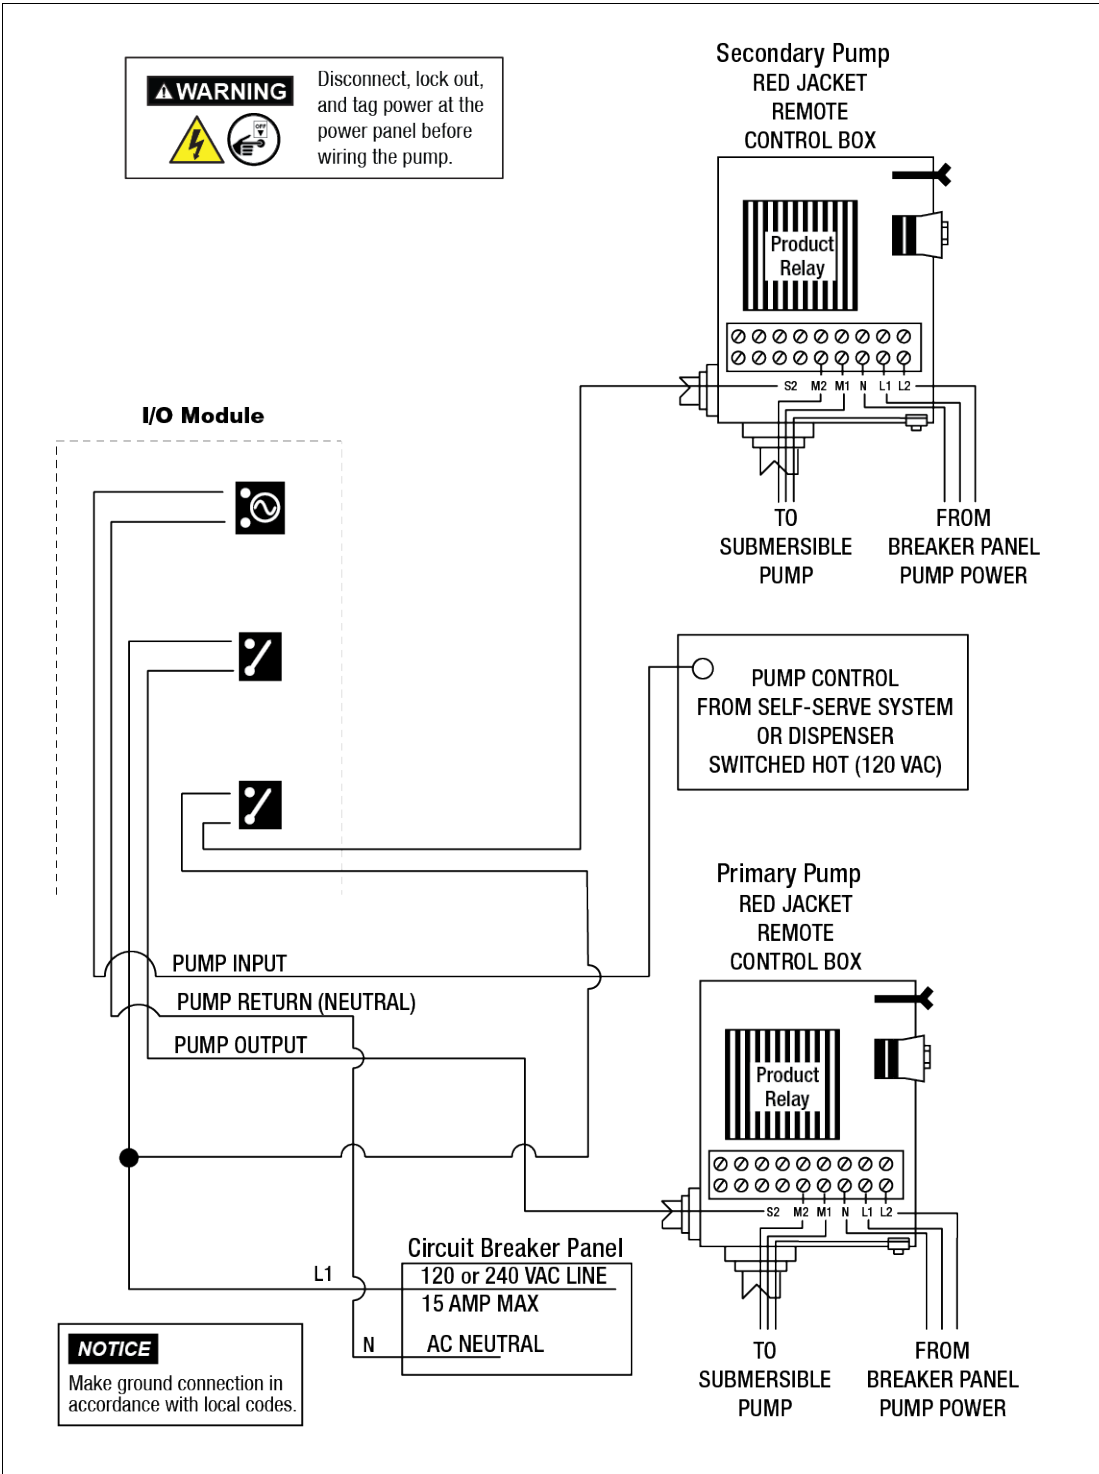 Secondary Pump
RED JACKET
REMOTE
CONTROL BOX
WARNING
OFF
Disconnect, lock out,
and tag power at the
power panel before
wiring the pump.
Product
Relay
S2 M2 M1 N L1 L2
I/O Module
TO
SUBMERSIBLE
PUMP
FROM
BREAKER PANEL
PUMP POWER
PUMP CONTROL
FROM SELF-SERVE SYSTEM
OR DISPENSER
SWITCHED HOT (120 VAC)
Primary Pump
RED JACKET
REMOTE
CONTROL BOX
PUMP INPUT
PUMP RETURN (NEUTRAL)
PUMP OUTPUT
Product
Relay
S2 M2 M1 N L1 L2
Circuit Breaker Panel
L1
120 or 240 VAC LINE
15 AMP MAX
N
AC NEUTRAL
TO
SUBMERSIBLE
PUMP
FROM
BREAKER PANEL
PUMP POWER
NOTICE
Make ground connection in
accordance with local codes.